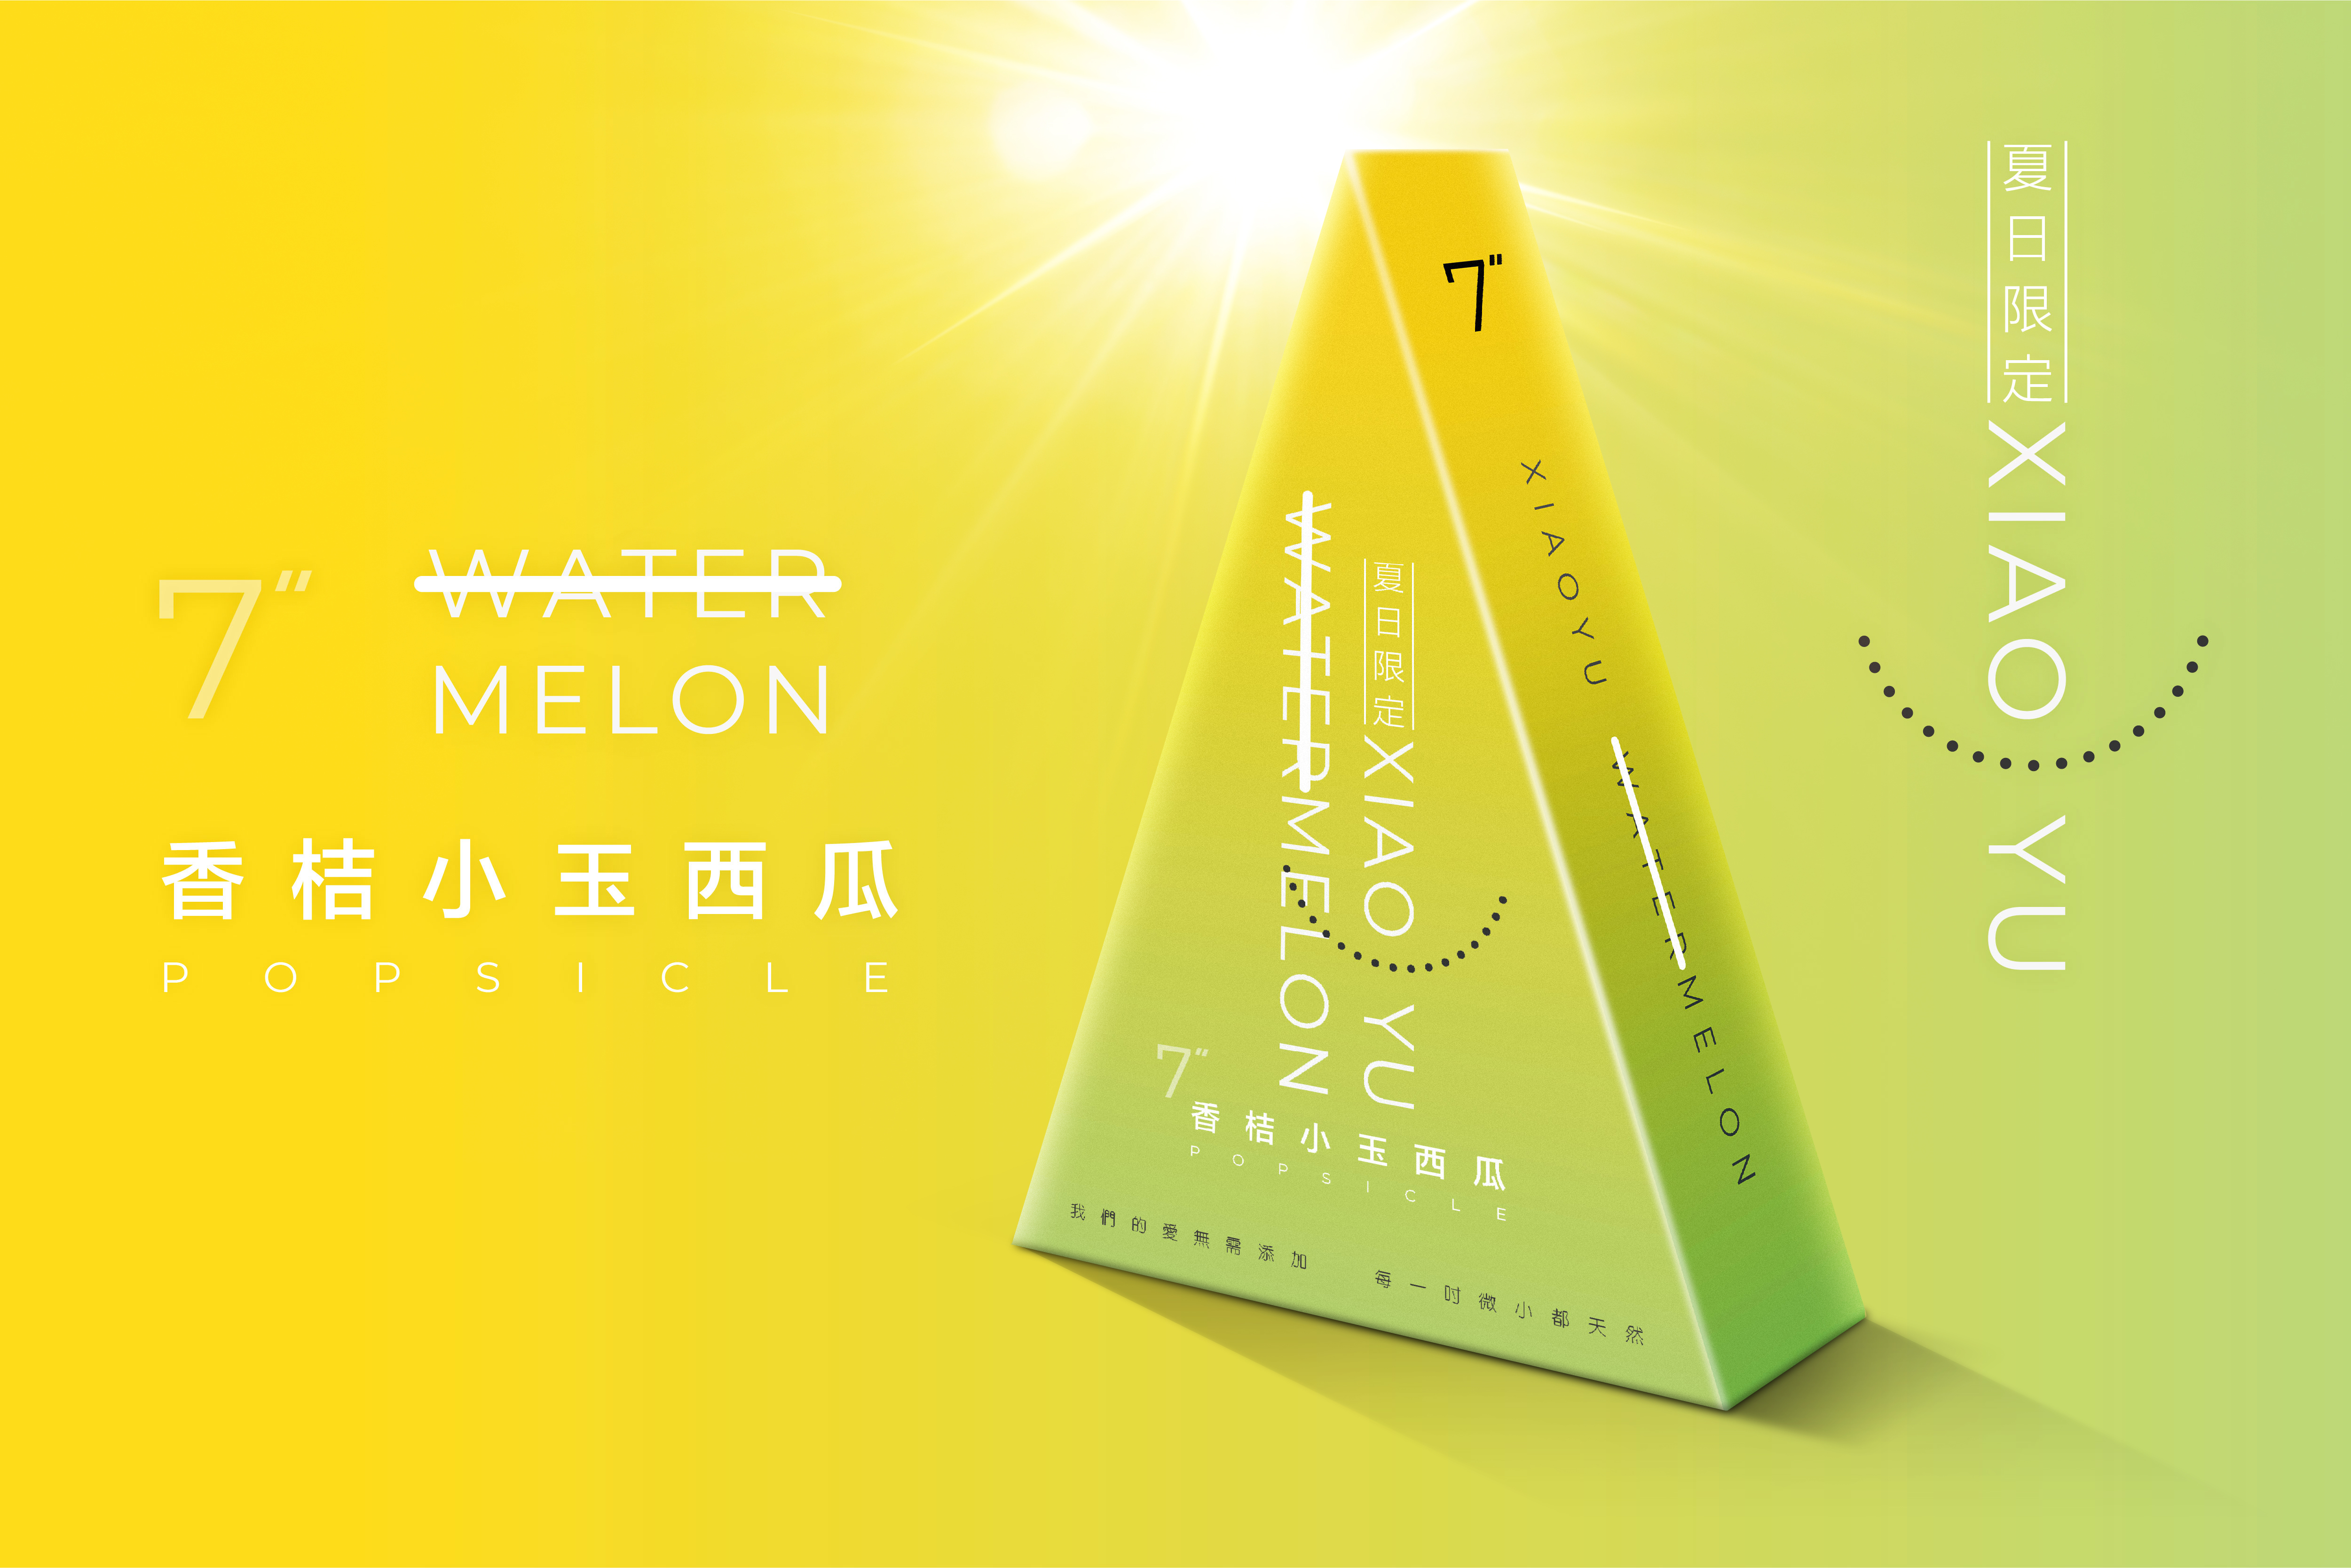 7"
WATER
MELON
香桔小玉西瓜
POPSICLE
7"
XIAOYU WATERMELON
WATERMELON
夏日限定 XIAO YU
7"
香桔小玉西瓜
POPSICLE
我們的愛無需添加 每一吋微小都天然
夏日限定 XIAO YU